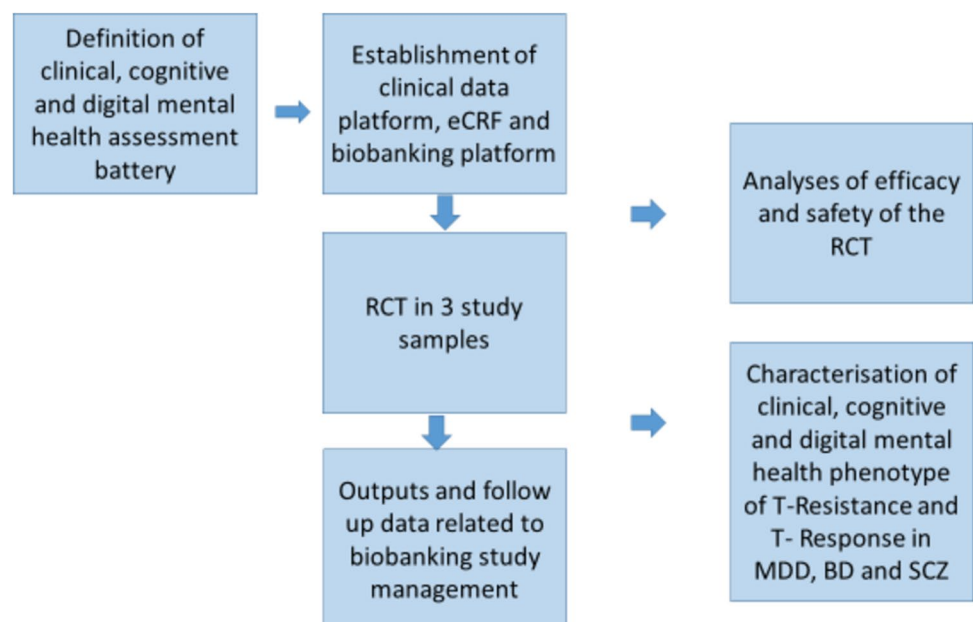 Definition of
clinical, cognitive
and digital mental
health assessment
battery
Establishment of
clinical data
platform, eCRF and
biobanking platform
RCT in 3 study
samples
Outputs and follow
up data related to
biobanking study
management
Analyses of efficacy
and safety of the
RCT
Characterisation of
clinical, cognitive
and digital mental
health phenotype
of T-Resistance and
T- Response in
MDD, BD and SCZ